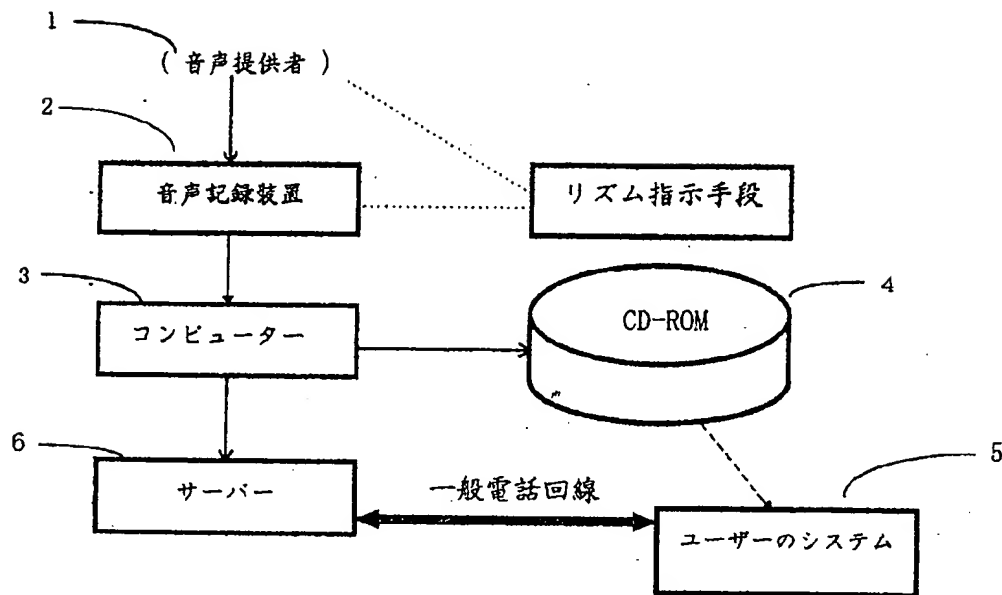 1
( 音声提供者 )
2
音声記録装置
リズム指示手段
3
コンピューター
4
CD-ROM
6
サーバー
一般電話回線
5
ユーザーのシステム